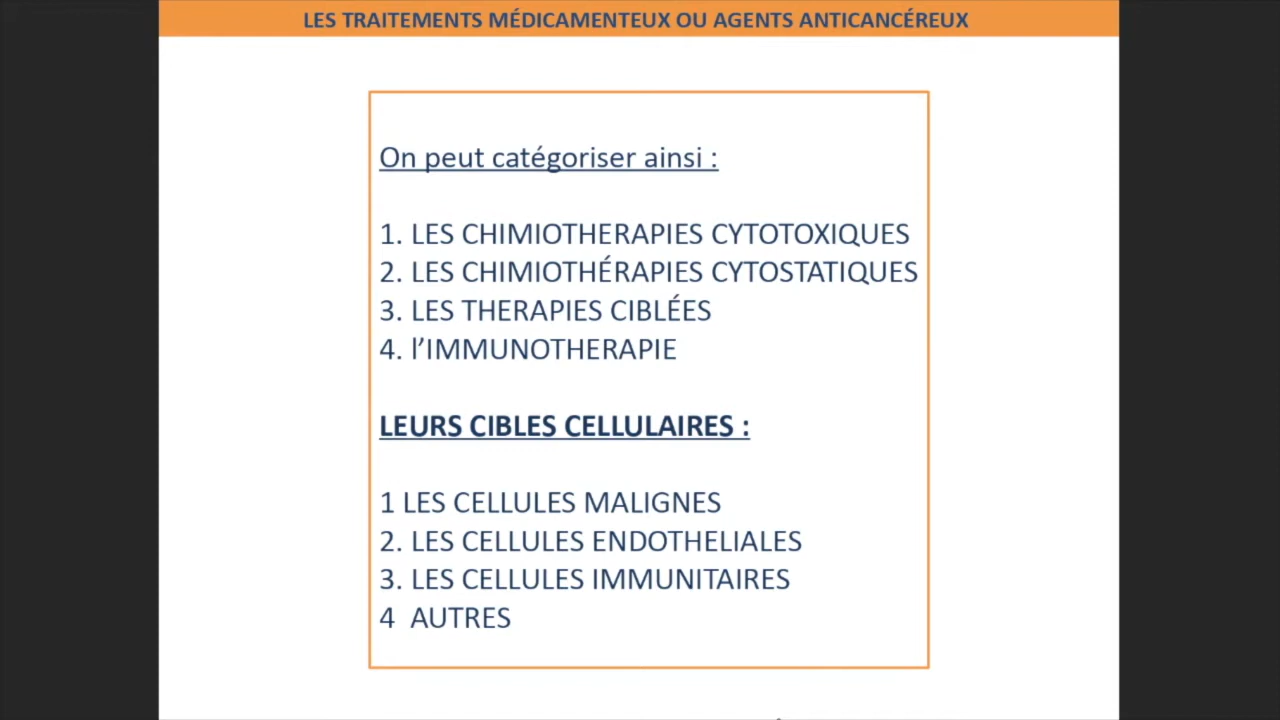 LES TRAITEMENTS MÉDICAMENTEUX OU AGENTS ANTICANCÉREUX
On peut catégoriser ainsi :
1. LES CHIMIOTHERAPIES CYTOTOXIQUES
2. LES CHIMIOTHÉRAPIES CYTOSTATIQUES
3. LES THERAPIES CIBLÉES
4. l’IMMUNOTHERAPIE
LEURS CIBLES CELLULAIRES :
1 LES CELLULES MALIGNES
2. LES CELLULES ENDOTHELIALES
3. LES CELLULES IMMUNITAIRES
4 AUTRES